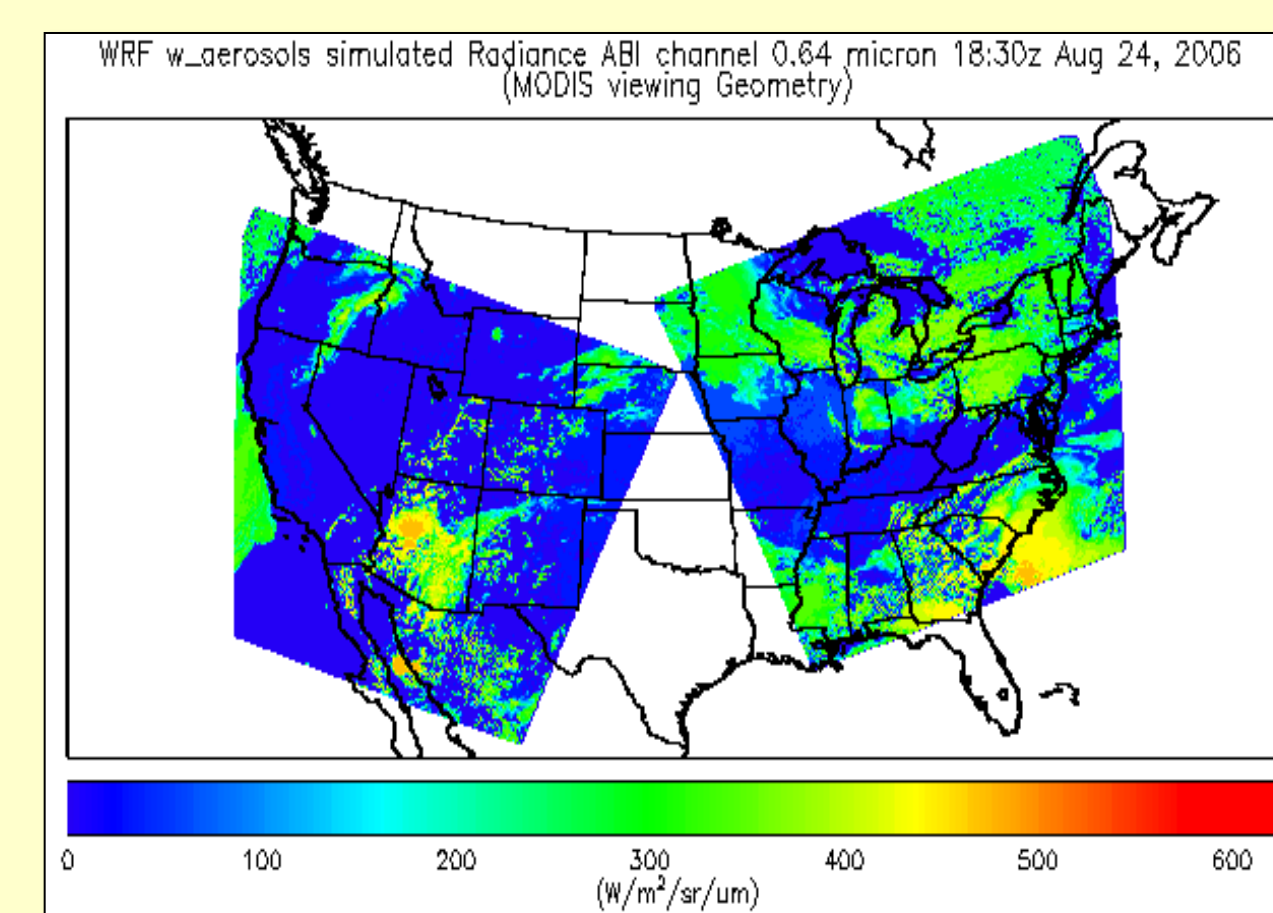 WRF w_aerosols simulated Radiance ABI channel 0.64 micron 18:30z Aug 24, 2006
(MODIS viewing Geometry)
0 100 200 300 400 500 600
(W/m²/sr/um)